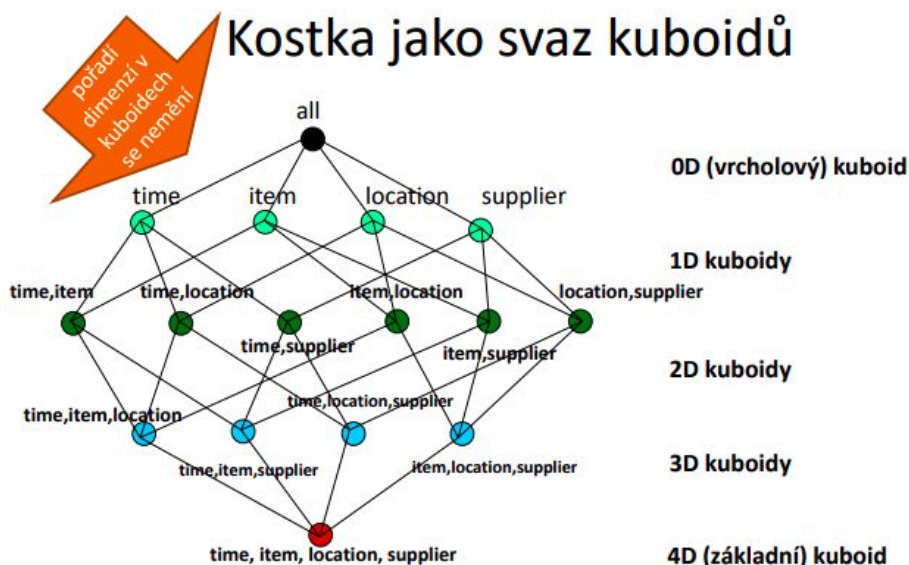 Kostka jako svaz kuboidů
pořadí
dimenzí v
kuboidech
se nemění
all
0D (vrcholový) kuboid
time
item
location
supplier
1D kuboidy
time,item
time,location
item,location
location,supplier
time,supplier
item,supplier
2D kuboidy
time,item,location
time,location,supplier
time,item,supplier
item,location,supplier
3D kuboidy
time, item, location, supplier
4D (základní) kuboid